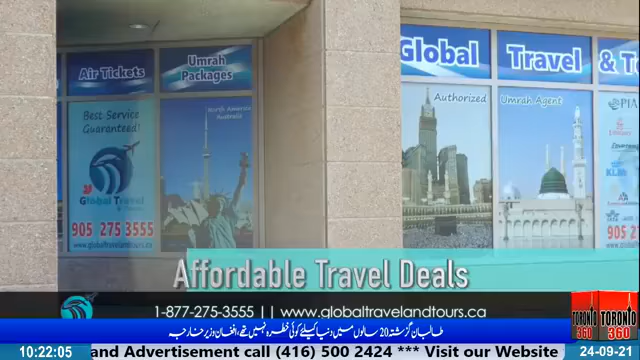 Air Tickets
Umrah
Packages
Global
Travel
& T
Best Service
Guaranteed!
Global Travel
905 275 3555
www.globaltravelandtours.ca
North America
Australia
Authorized
Umrah Agent
PIA
905 27
Affordable Travel Deals
1-877-275-3555 || www.globaltravelandtours.ca
طالبان گزشتہ 20 سالوں میں دنیا کیلئے کوئی خطرہ نہیں تھے، افغان وزیر خارجہ
TORONTO
360
TORONTO
360
10:22:05
and Advertisement call (416) 500 2424 *** Visit our Website
24-09-21